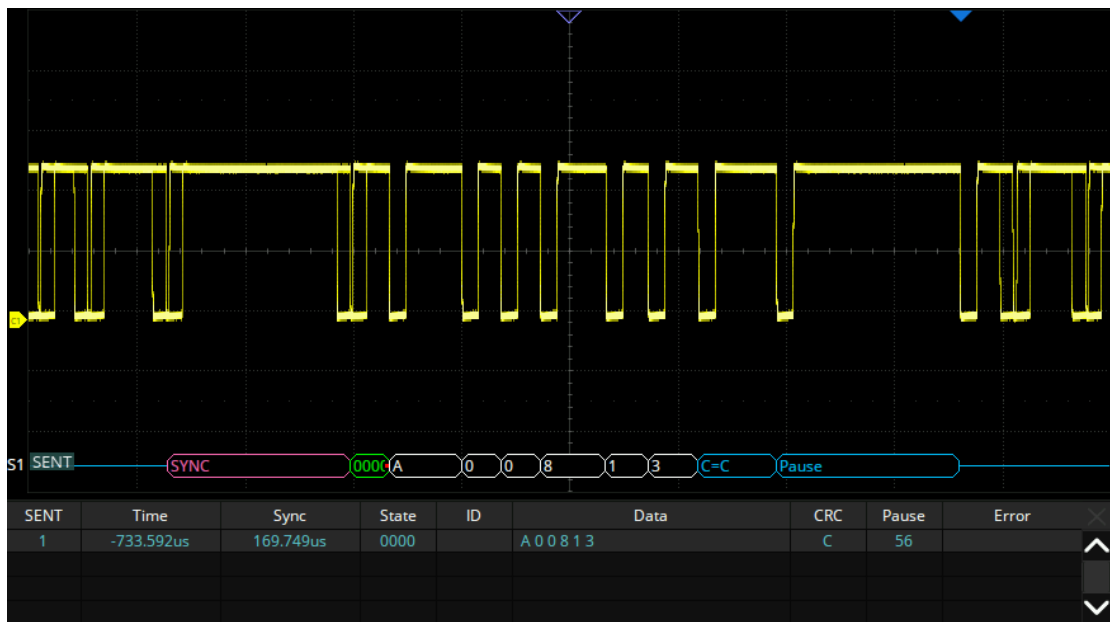 C1
S1 SENT SYNC 0000 A 0 0 8 1 3 C=C Pause
SENT Time Sync State ID Data CRC Pause Error
1 -733.592us 169.749us 0000 A 0 0 8 1 3 C 56